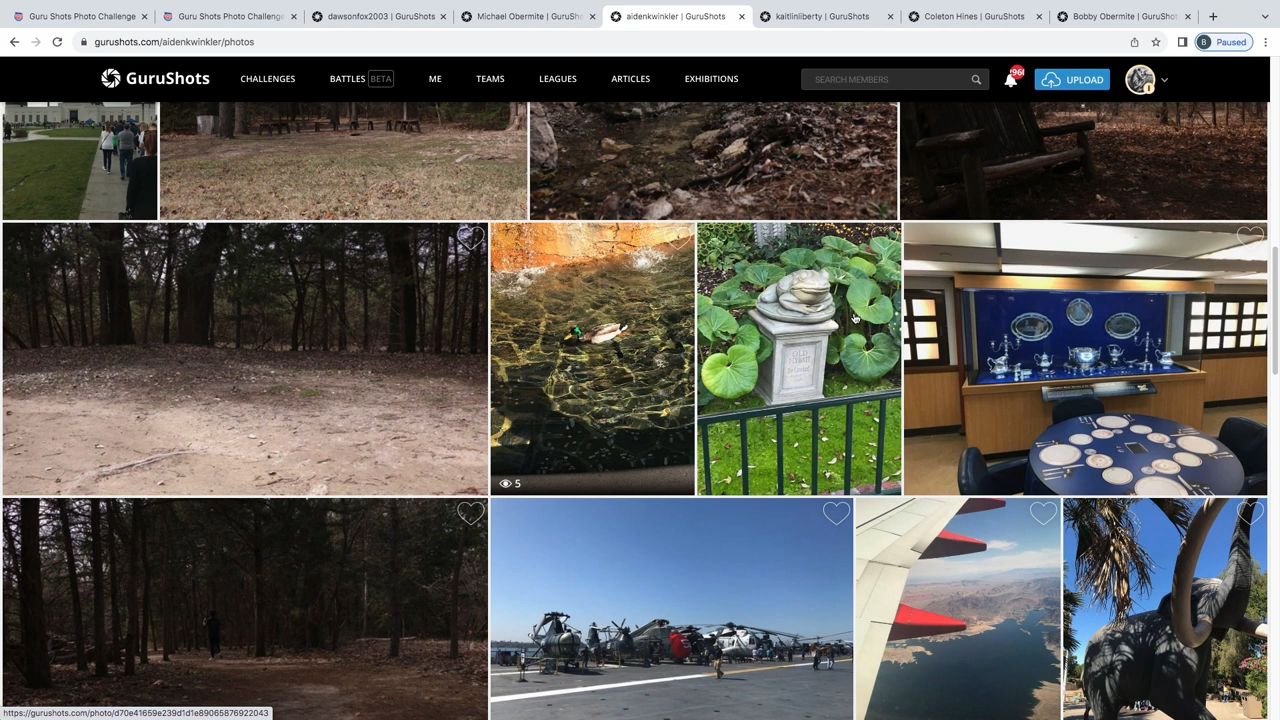 Guru Shots Photo Challenge
Guru Shots Photo Challenge
dawsonfox2003 | GuruShots
Michael Obermite | GuruSho
aidenkwinkler | GuruShots
kaitlinliberty | GuruShots
Coleton Hines | GuruShots
Bobby Obermite | GuruShot
gurushots.com/aidenkwinkler/photos
B
Paused
GuruShots
CHALLENGES
BATTLES BETA
ME
TEAMS
LEAGUES
ARTICLES
EXHIBITIONS
SEARCH MEMBERS
UPLOAD
5
https://gurushots.com/photo/d70e41659e239d1d1e89065876922043